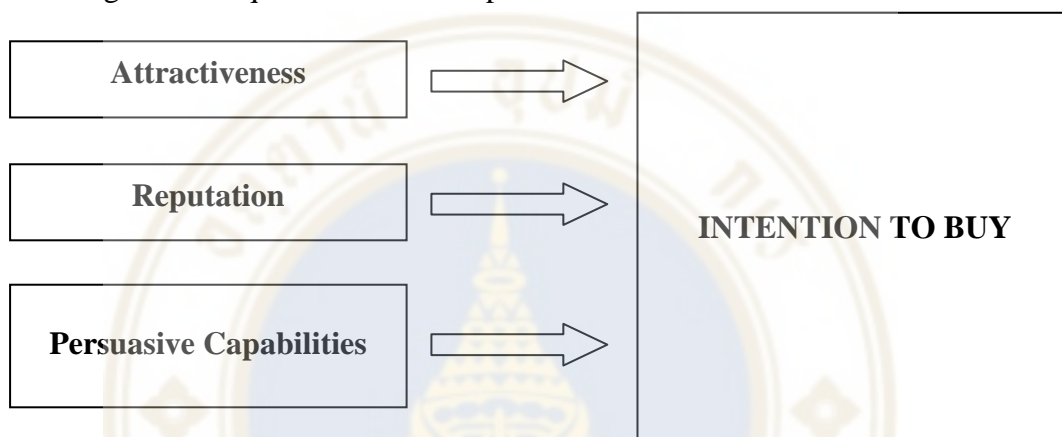 Attractiveness
Reputation
INTENTION TO BUY
Persuasive Capabilities